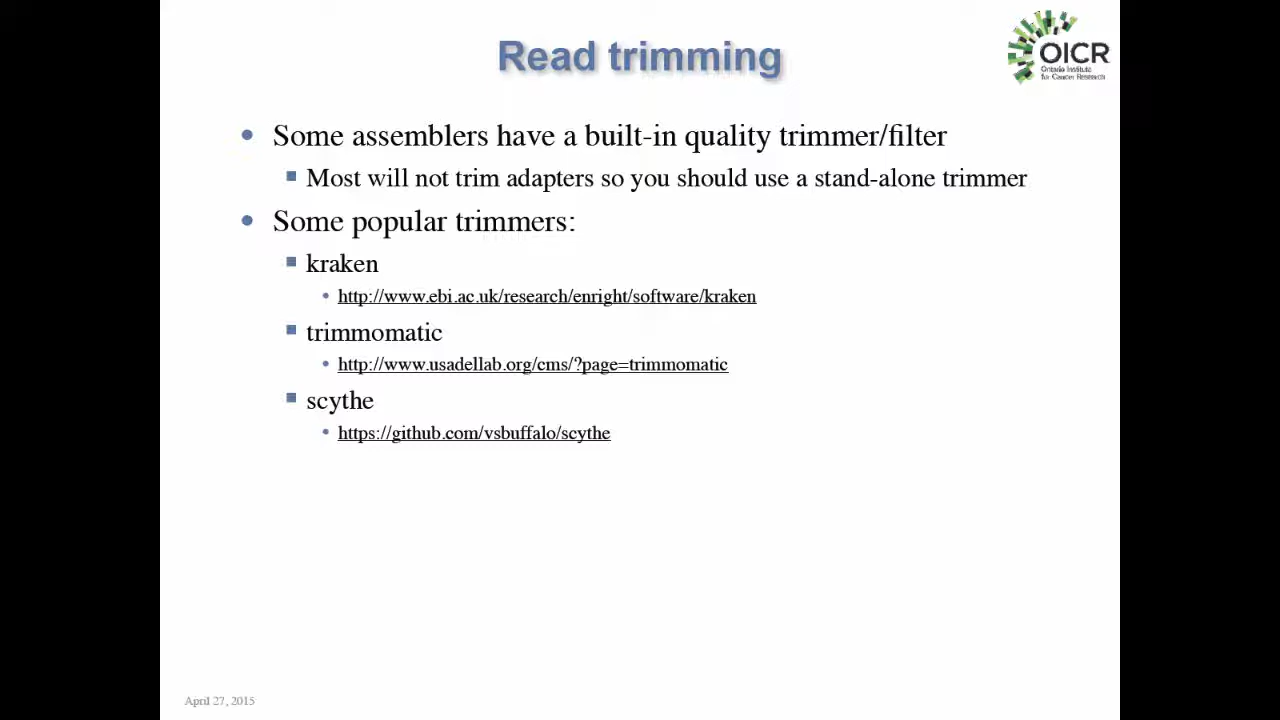 Read trimming
OICR
Ontario Institute
for Cancer Research
• Some assemblers have a built-in quality trimmer/filter
▪ Most will not trim adapters so you should use a stand-alone trimmer
• Some popular trimmers:
▪ kraken
• http://www.ebi.ac.uk/research/enright/software/kraken
▪ trimmomatic
• http://www.usadellab.org/cms/?page=trimmomatic
▪ scythe
• https://github.com/vsbuffalo/scythe
April 27, 2015